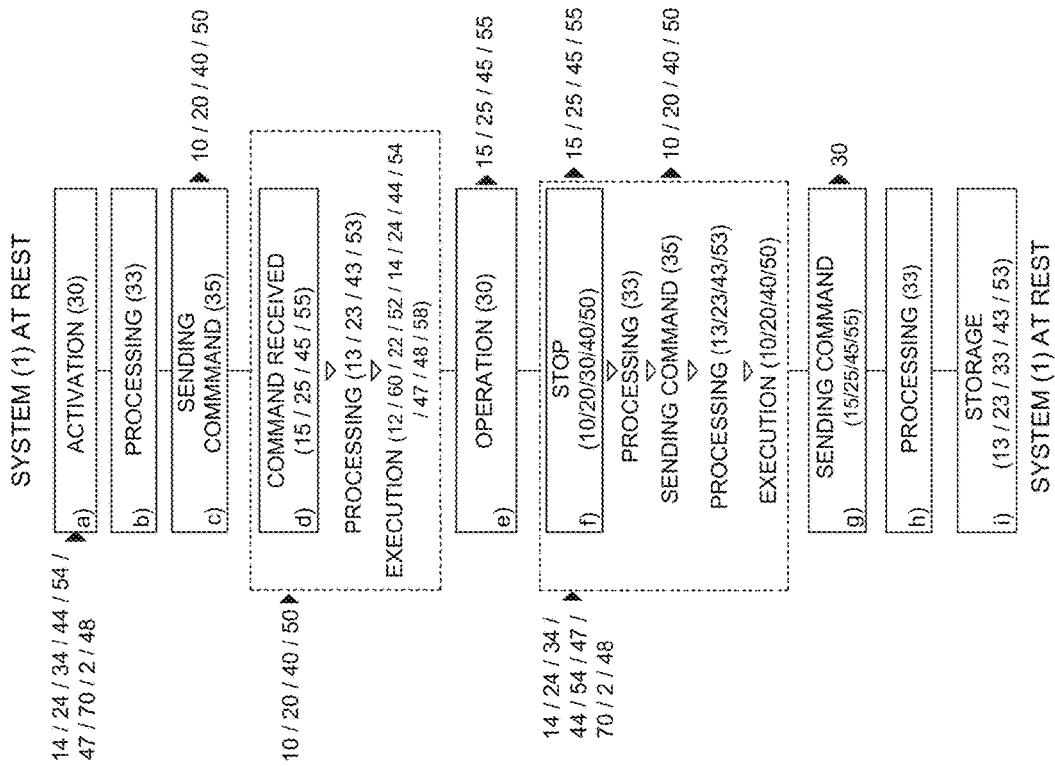 SYSTEM (1) AT REST
14 / 24 / 34 / 44 / 54 /
47 / 70 / 2 / 48
a) ACTIVATION (30)
b) PROCESSING (33)
c) SENDING
COMMAND (35)
10 / 20 / 40 / 50
10 / 20 / 40 / 50
d) COMMAND RECEIVED
(15 / 25 / 45 / 55)
PROCESSING (13 / 23 / 43 / 53)
EXECUTION (12 / 60 / 22 / 52 / 14 / 24 / 44 / 54
/ 47 / 48 / 58)
e) OPERATION (30)
15 / 25 / 45 / 55
14 / 24 / 34 /
44 / 54 / 47 /
70 / 2 / 48
f) STOP
(10/20/30/40/50)
15 / 25 / 45 / 55
PROCESSING (33)
SENDING COMMAND (35)
10 / 20 / 40 / 50
PROCESSING (13/23/43/53)
EXECUTION (10/20/40/50)
g) SENDING COMMAND
(15/25/45/55)
30
h) PROCESSING (33)
i) STORAGE
(13 / 23 / 33 / 43 / 53)
SYSTEM (1) AT REST